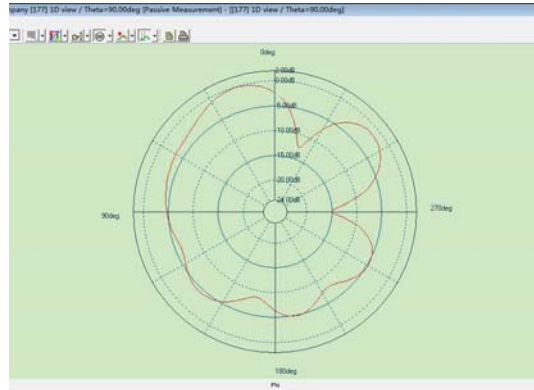 mpany [177] 1D view / Theta=90.00deg [Passive Measurement] - [[177] 1D view / Theta=90.00deg]
0deg
2.00dB
0.00dB
5.00dB
10.00dB
15.00dB
20.00dB
90deg
270deg
180deg
Phi